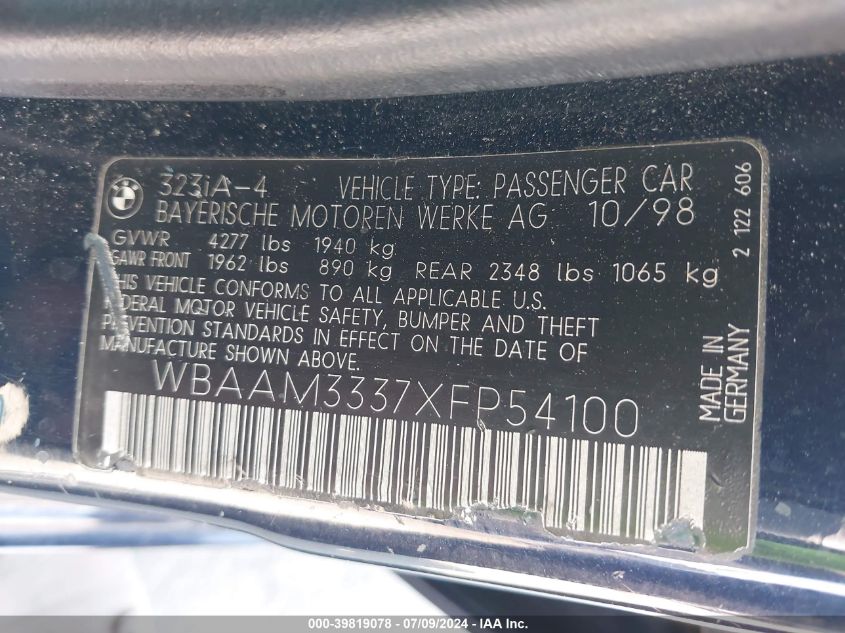 BMW
323iA-4 VEHICLE TYPE: PASSENGER CAR
BAYERISCHE MOTOREN WERKE AG 10/98
GVWR 4277 lbs 1940 kg
GAWR FRONT 1962 lbs 890 kg REAR 2348 lbs 1065 kg
THIS VEHICLE CONFORMS TO ALL APPLICABLE U.S.
FEDERAL MOTOR VEHICLE SAFETY, BUMPER AND THEFT
PREVENTION STANDARDS IN EFFECT ON THE DATE OF
MANUFACTURE SHOWN ABOVE.
WBAAM3337XFP54100
2 122 606
MADE IN
GERMANY
000-39819078 - 07/09/2024 - © IAA, Inc.